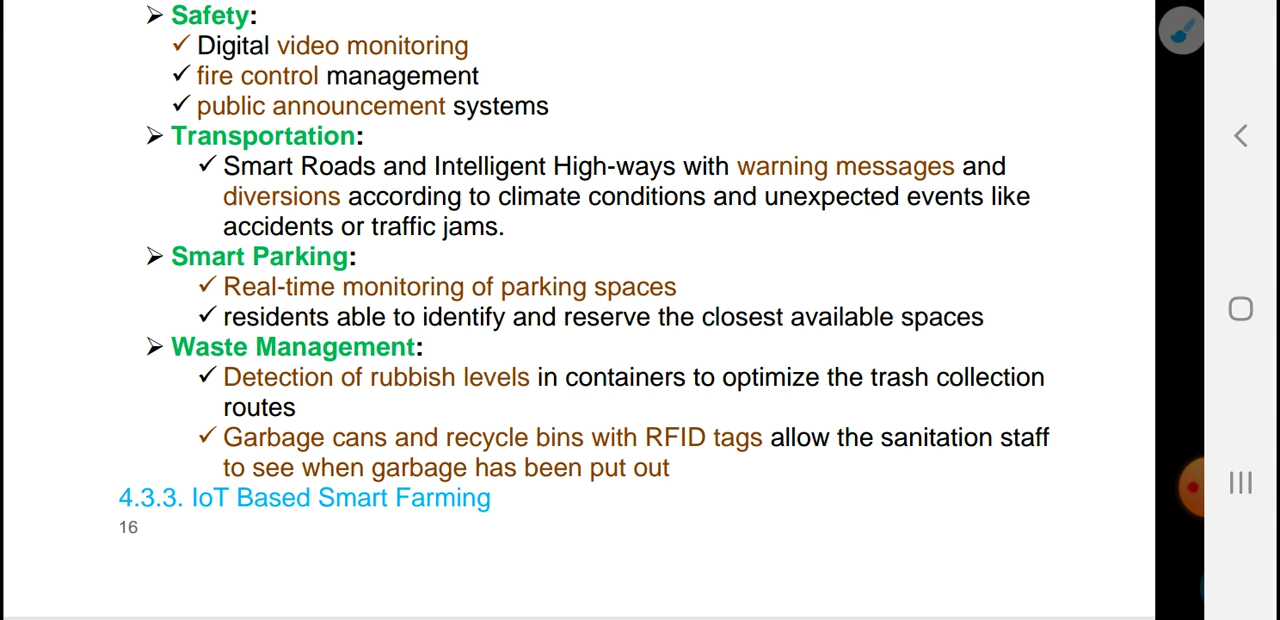 ➢ Safety:
✓ Digital video monitoring
✓ fire control management
✓ public announcement systems
➢ Transportation:
✓ Smart Roads and Intelligent High-ways with warning messages and
diversions according to climate conditions and unexpected events like
accidents or traffic jams.
➢ Smart Parking:
✓ Real-time monitoring of parking spaces
✓ residents able to identify and reserve the closest available spaces
➢ Waste Management:
✓ Detection of rubbish levels in containers to optimize the trash collection
routes
✓ Garbage cans and recycle bins with RFID tags allow the sanitation staff
to see when garbage has been put out
4.3.3. IoT Based Smart Farming
16